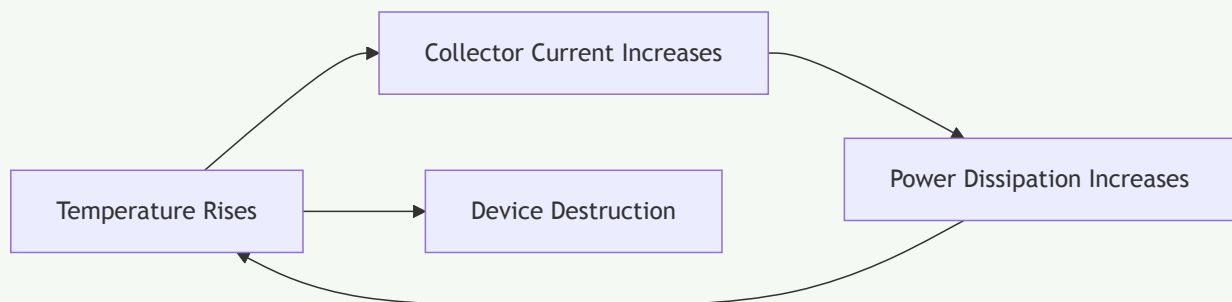 Collector Current Increases
Power Dissipation Increases
Temperature Rises
Device Destruction